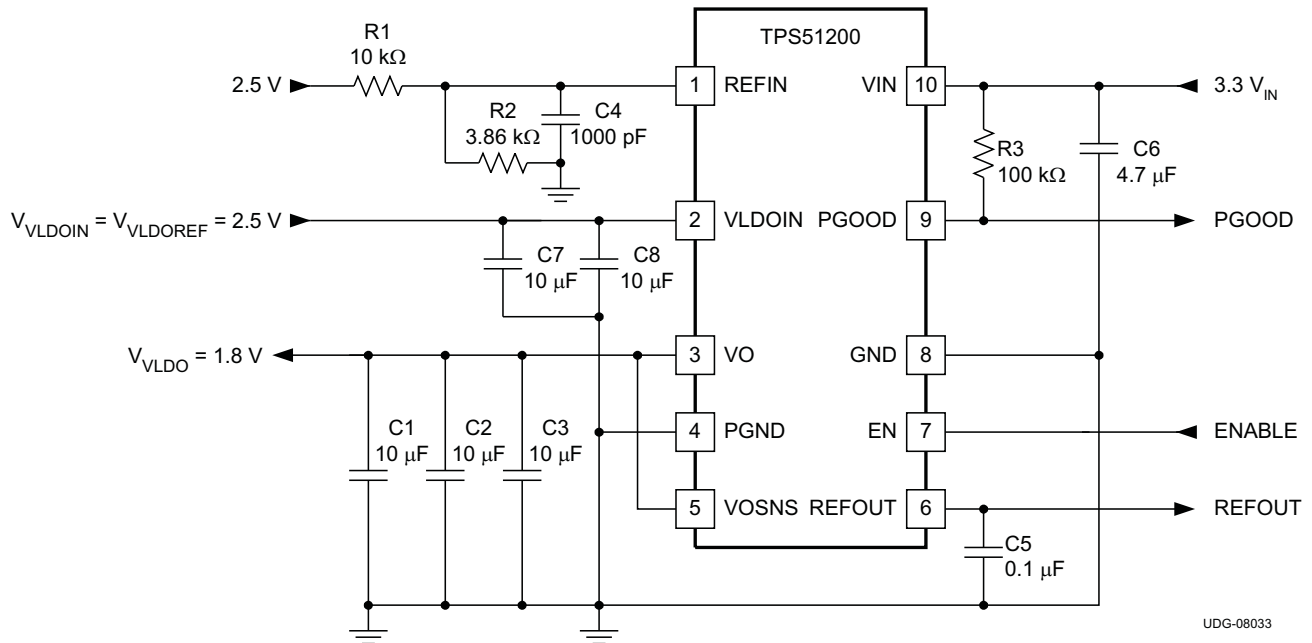 TPS51200
R1
10 kΩ
2.5 V
1 REFIN
VIN 10
3.3 V_IN
R2
3.86 kΩ
C4
1000 pF
R3
100 kΩ
C6
4.7 μF
V_VLDOIN = V_VLDOREF = 2.5 V
2 VLDOIN
PGOOD 9
PGOOD
C7
10 μF
C8
10 μF
V_VLDO = 1.8 V
3 VO
GND 8
C1
10 μF
C2
10 μF
C3
10 μF
4 PGND
EN 7
ENABLE
5 VOSNS
REFOUT 6
REFOUT
C5
0.1 μF
UDG-08033